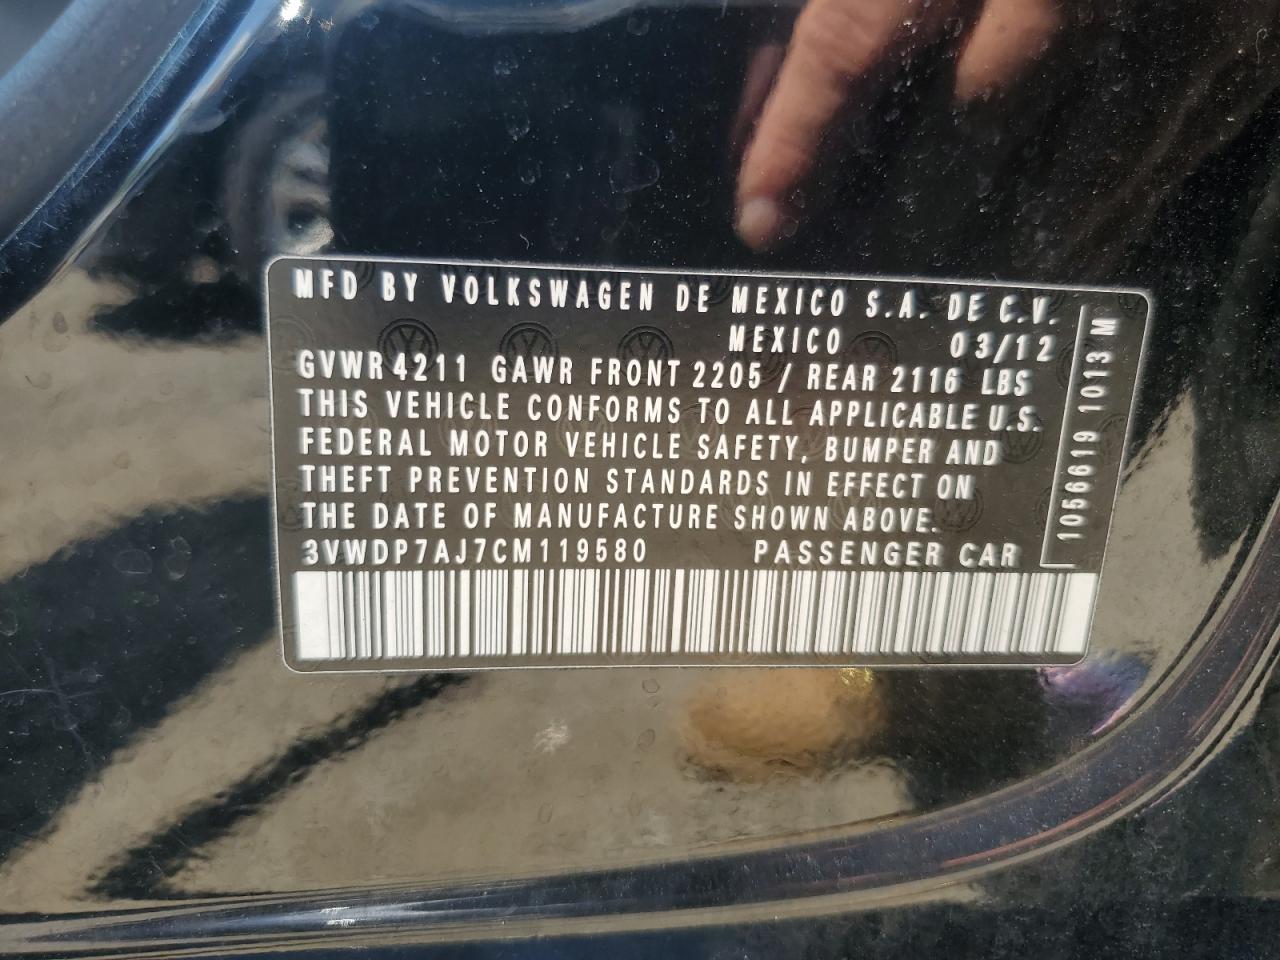 MFD BY VOLKSWAGEN DE MEXICO S.A. DE C.V.
MEXICO 03/12
GVWR 4211 GAWR FRONT 2205 / REAR 2116 LBS
THIS VEHICLE CONFORMS TO ALL APPLICABLE U.S.
FEDERAL MOTOR VEHICLE SAFETY, BUMPER AND
THEFT PREVENTION STANDARDS IN EFFECT ON
THE DATE OF MANUFACTURE SHOWN ABOVE.
3VWDP7AJ7CM119580 PASSENGER CAR
1056619 1013 M